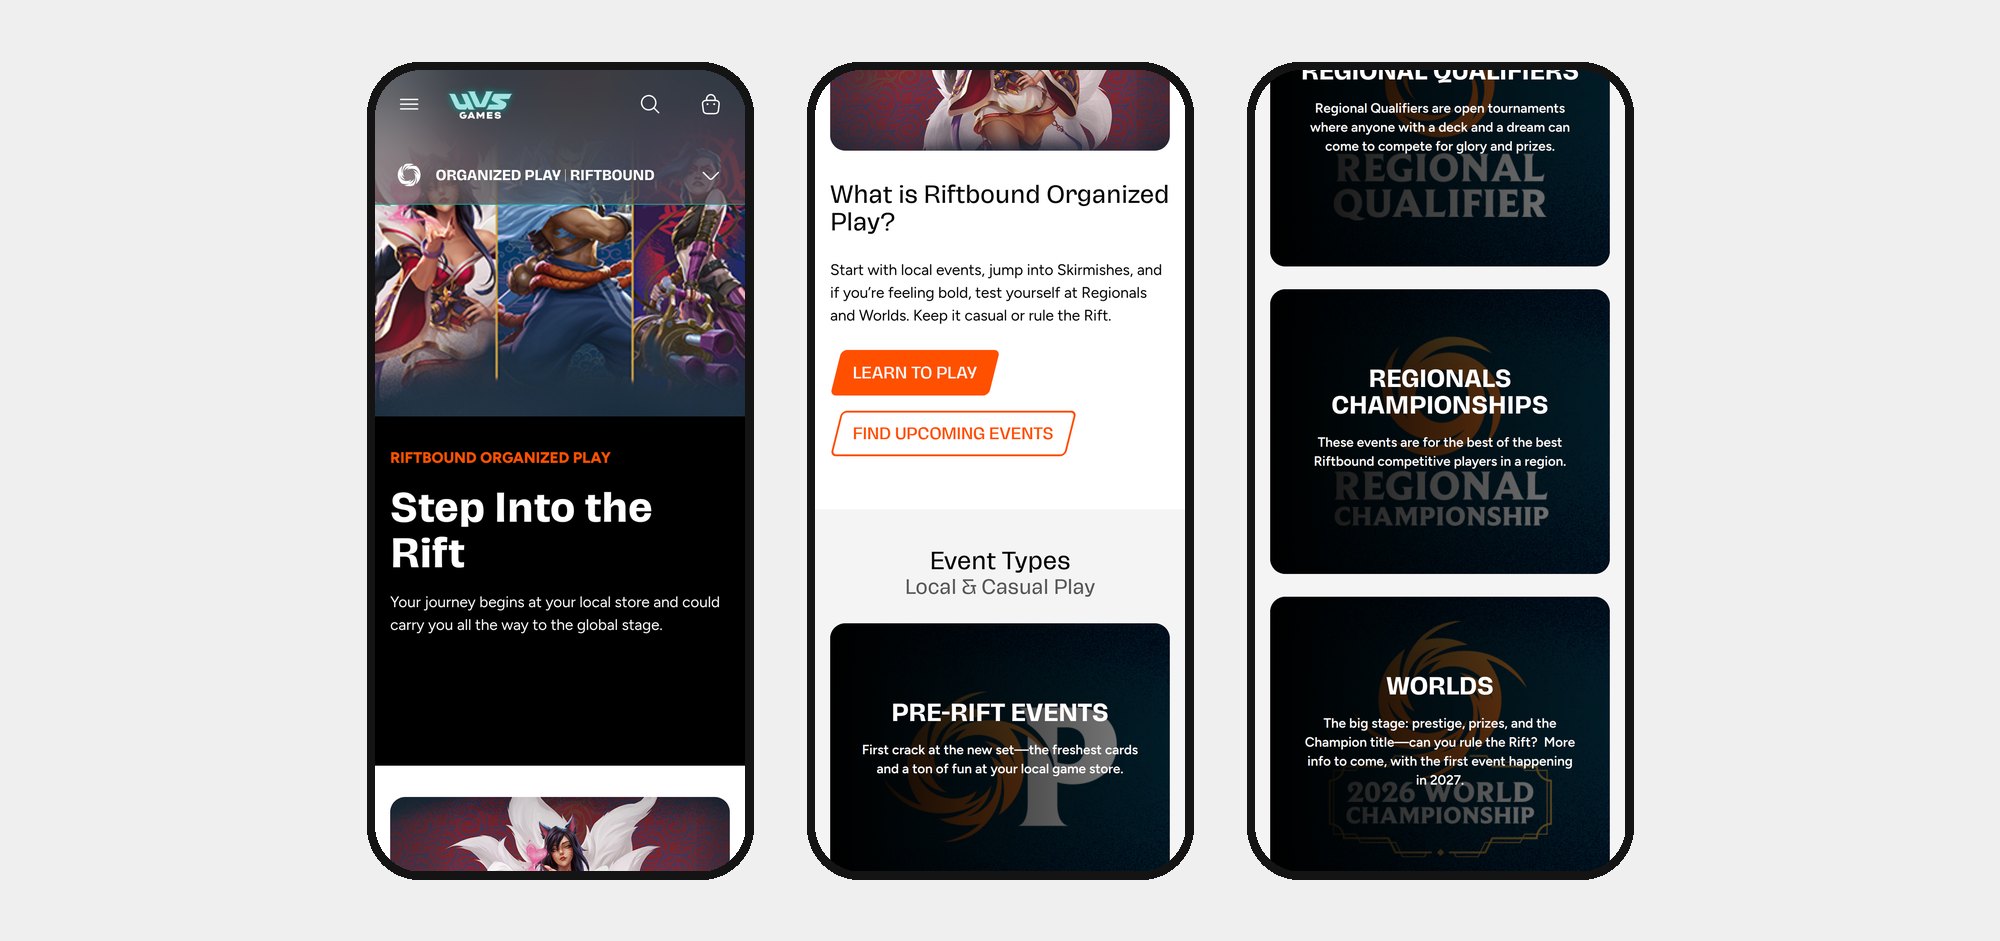 UVS
GAMES
ORGANIZED PLAY | RIFTBOUND
RIFTBOUND ORGANIZED PLAY
Step Into the
Rift
Your journey begins at your local store and could
carry you all the way to the global stage.
What is Riftbound Organized
Play?
Start with local events, jump into Skirmishes, and
if you’re feeling bold, test yourself at Regionals
and Worlds. Keep it casual or rule the Rift.
LEARN TO PLAY
FIND UPCOMING EVENTS
Event Types
Local & Casual Play
PRE-RIFT EVENTS
First crack at the new set—the freshest cards
and a ton of fun at your local game store.
OP
REGIONAL QUALIFIERS
Regional Qualifiers are open tournaments
where anyone with a deck and a dream can
come to compete for glory and prizes.
REGIONAL
QUALIFIER
REGIONALS
CHAMPIONSHIPS
These events are for the best of the best
Riftbound competitive players in a region.
REGIONAL
CHAMPIONSHIP
WORLDS
The big stage: prestige, prizes, and the
Champion title—can you rule the Rift?  More
info to come, with the first event happening
in 2027.
2026 WORLD
CHAMPIONSHIP